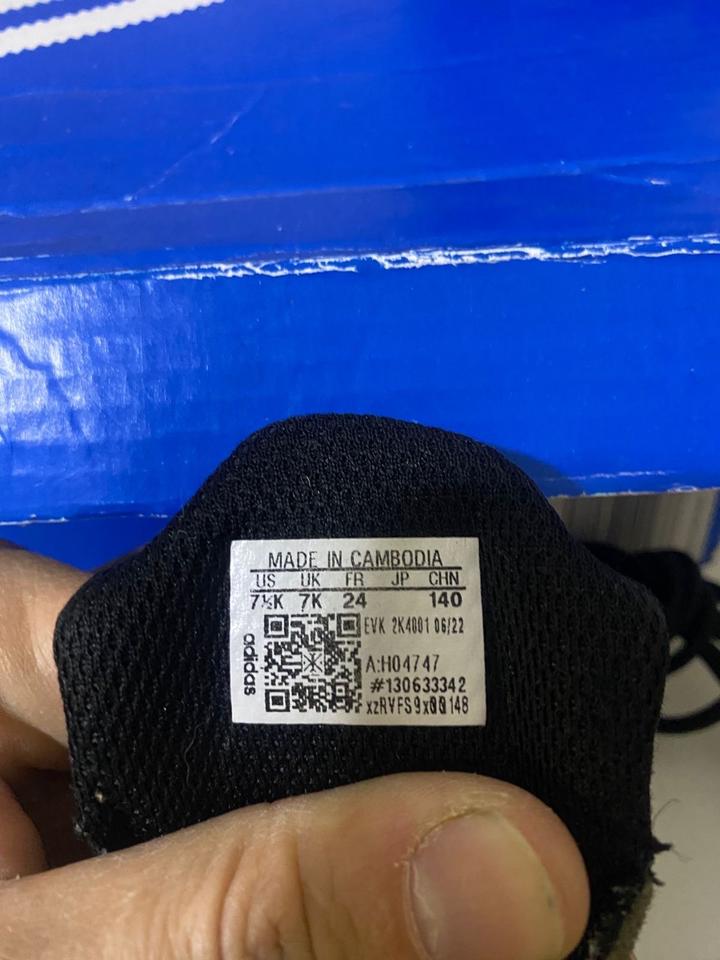 MADE IN CAMBODIA
US UK FR JP CHN
7½K 7K 24 140
EVK 2K4001 06/22
adidas
A:H04747
#130633342